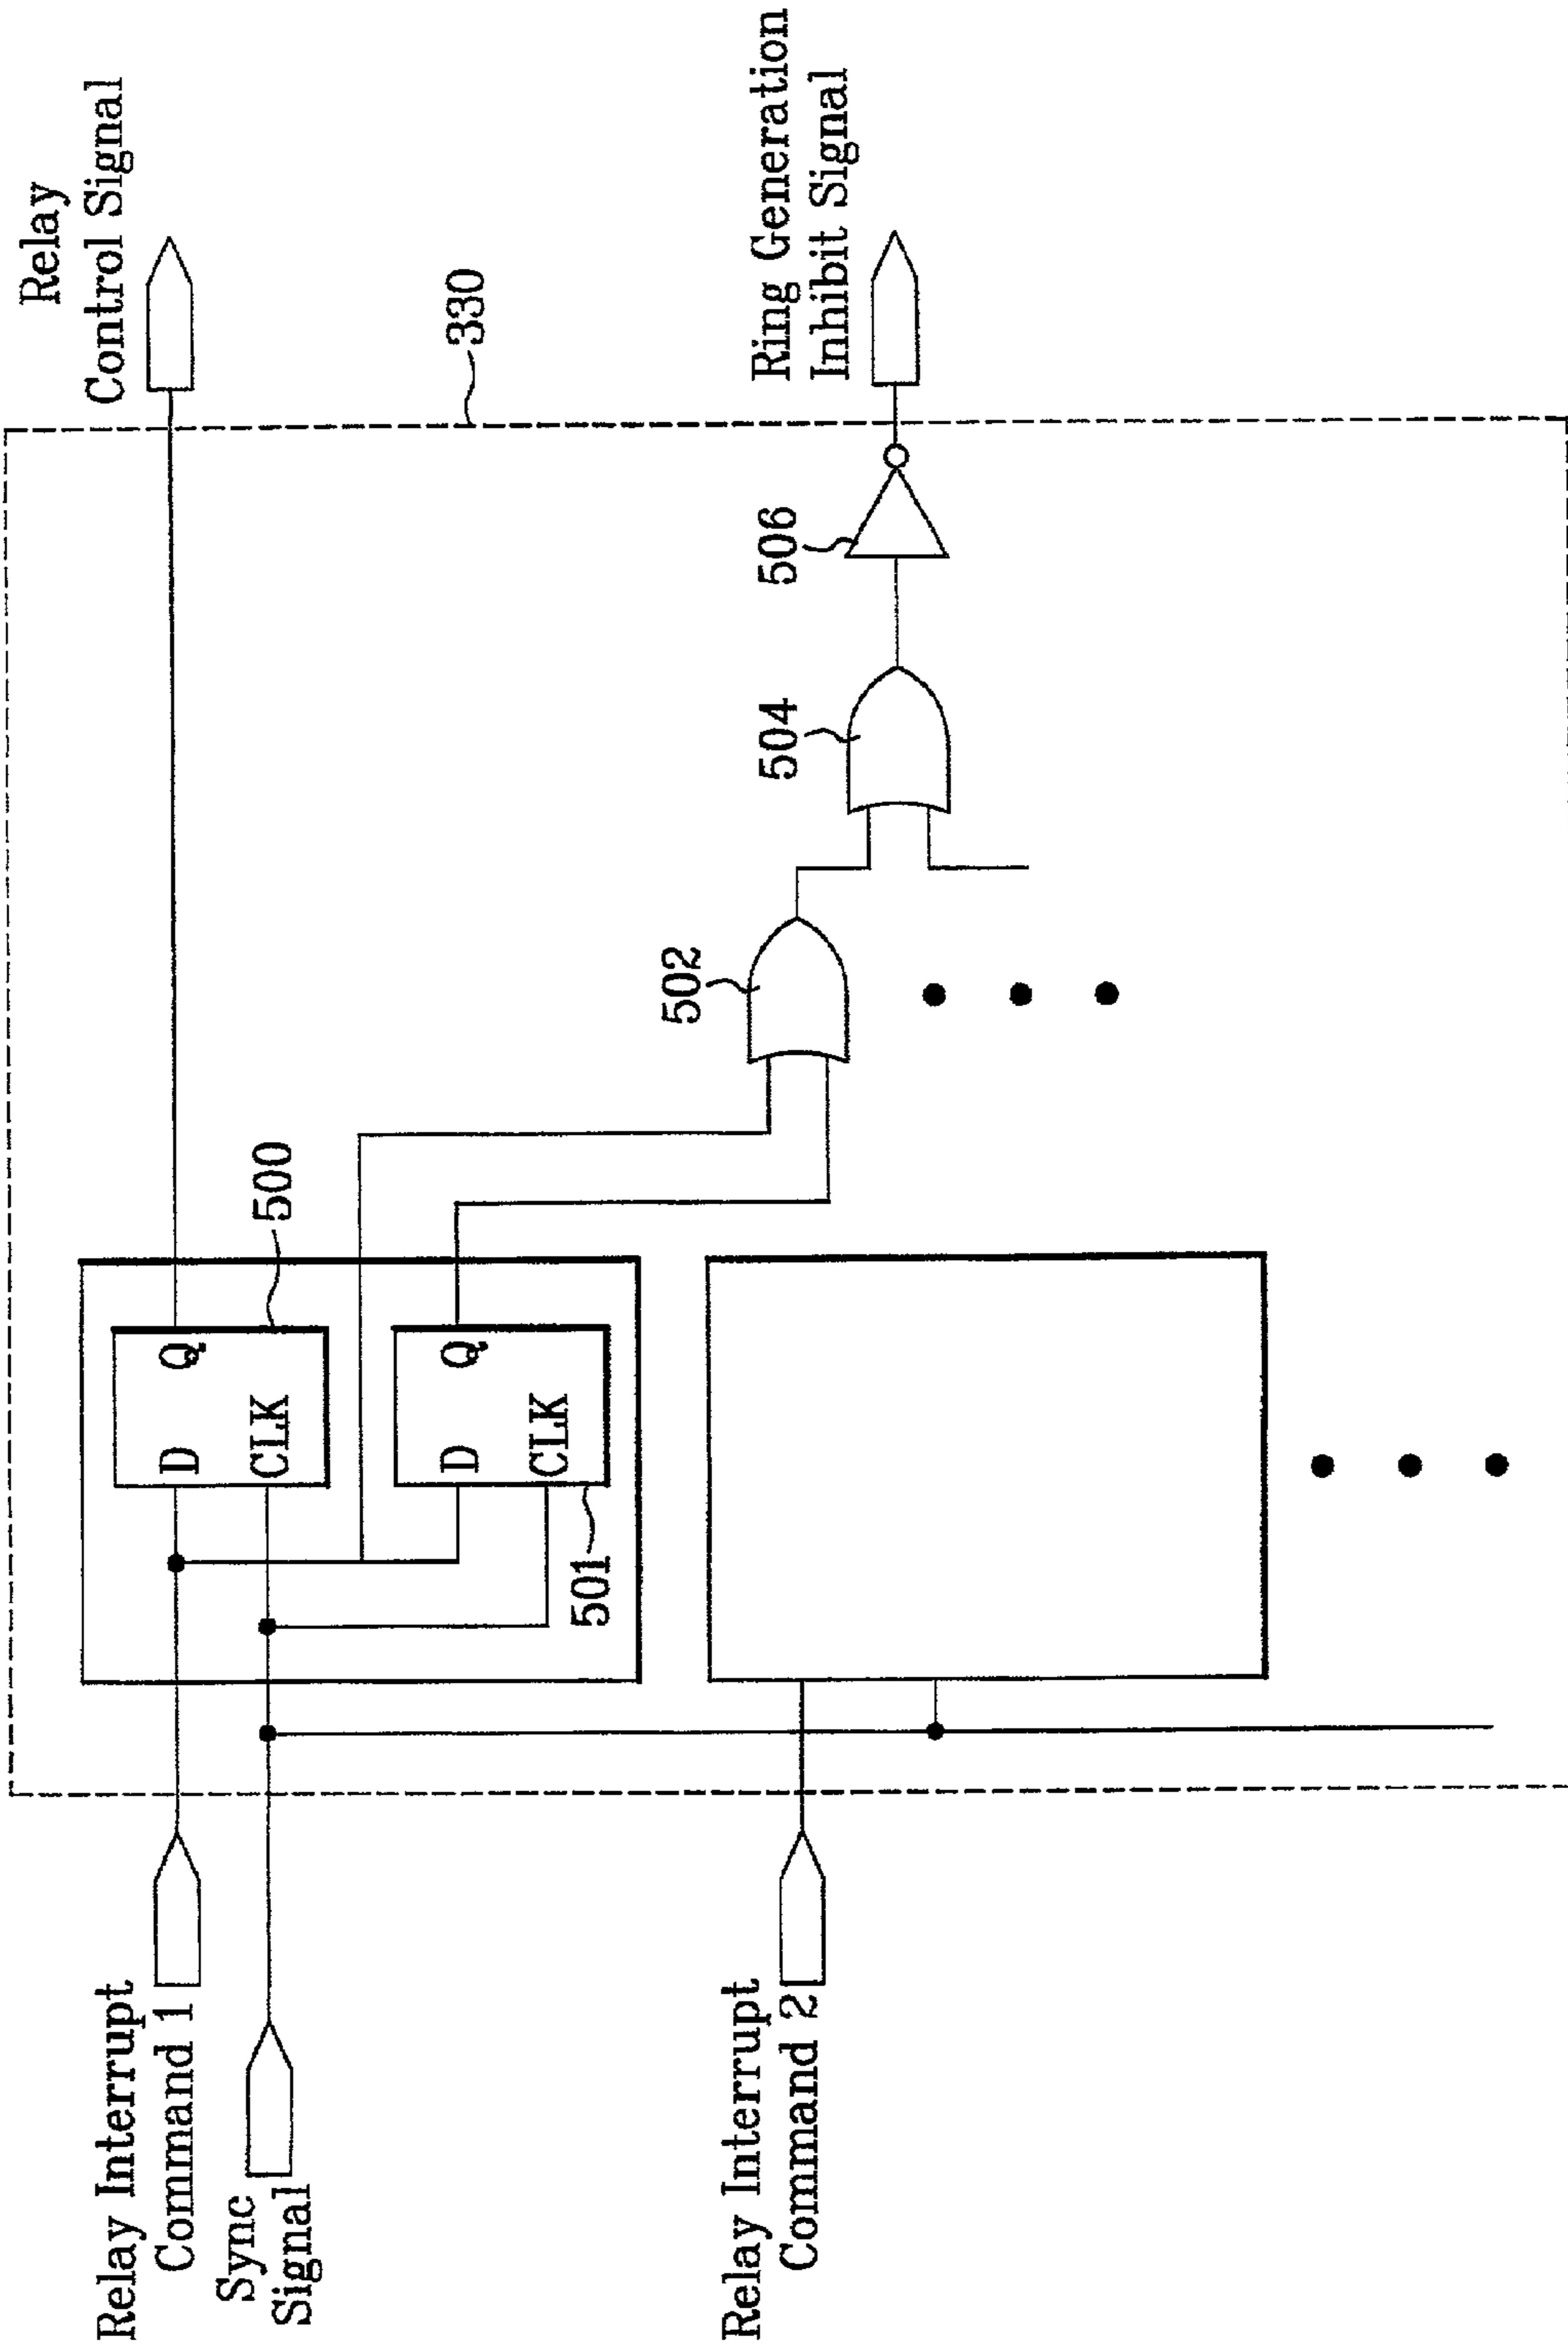 Relay
Control Signal
330
Ring Generation
Inhibit Signal
506
504
502
500
D
Q
CLK
D
Q
CLK
501
Relay Interrupt
Command 1
Sync
Signal
Relay Interrupt
Command 2